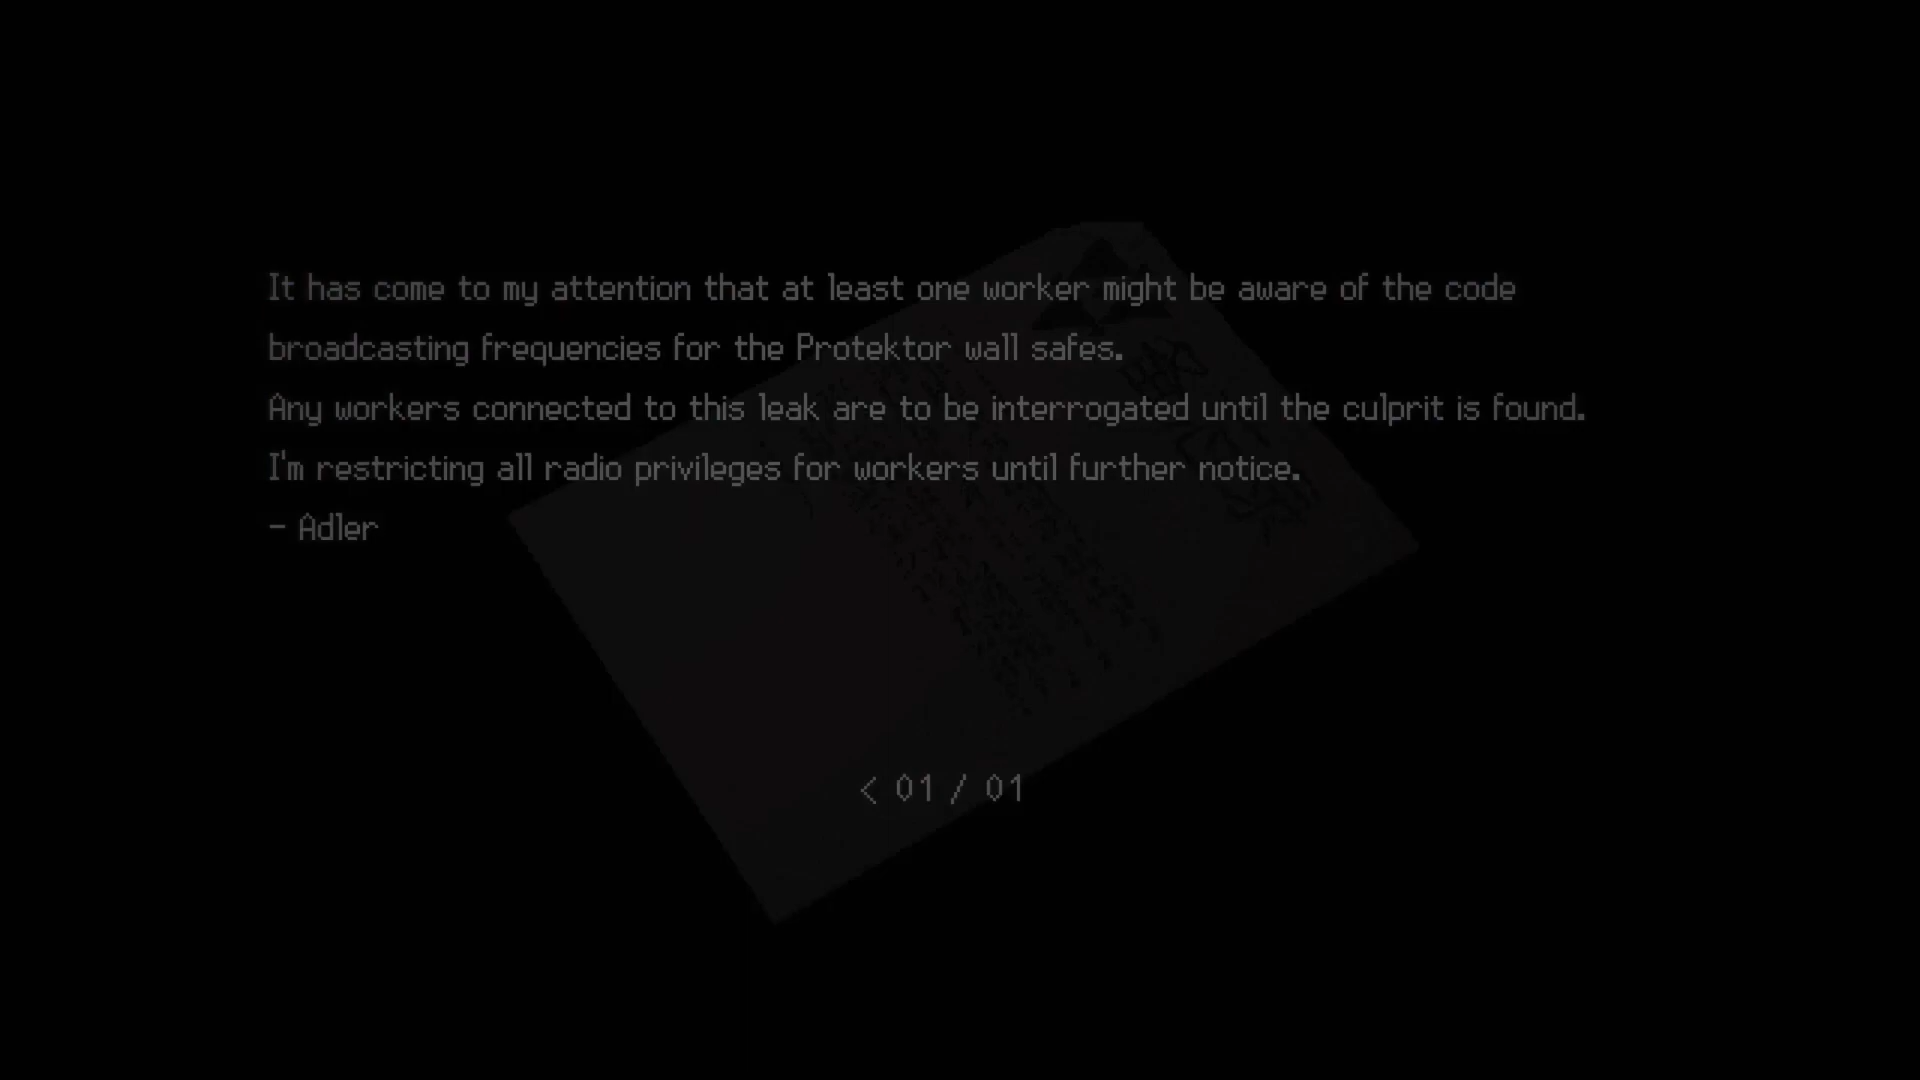 It has come to my attention that at least one worker might be aware of the code
broadcasting frequencies for the Protektor wall safes.
Any workers connected to this leak are to be interrogated until the culprit is found.
I'm restricting all radio privileges for workers until further notice.
- Adler
< 01 / 01